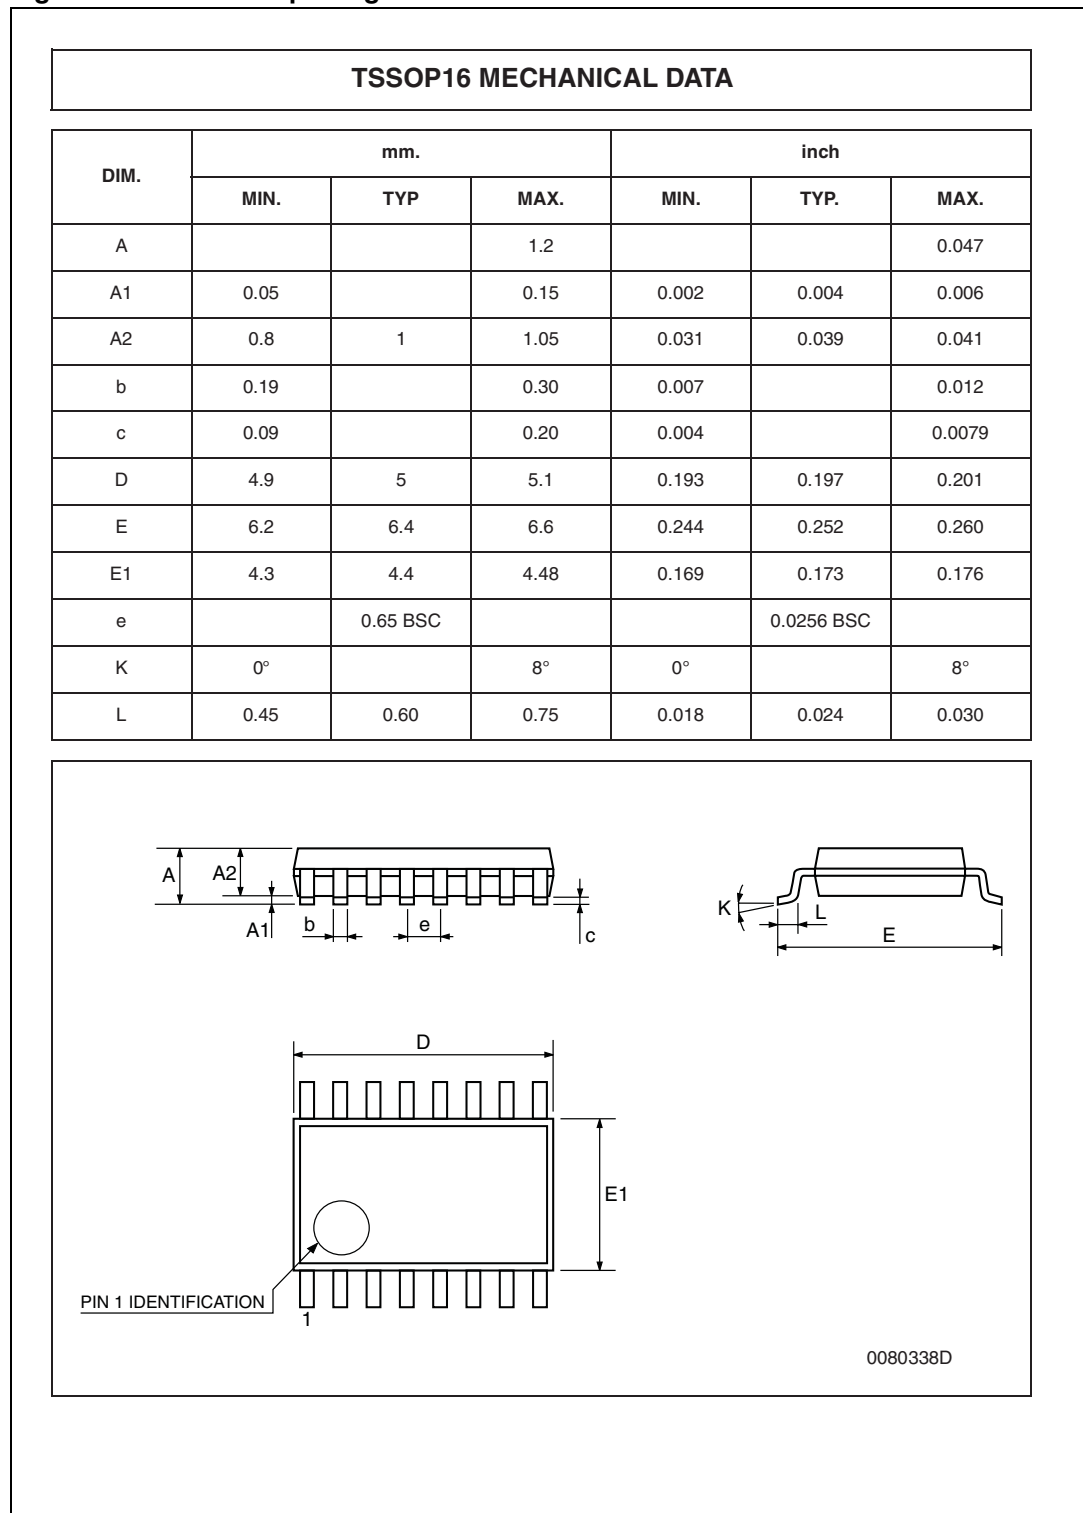 TSSOP16 MECHANICAL DATA
DIM. mm. inch
MIN. TYP MAX. MIN. TYP. MAX.
A 1.2 0.047
A1 0.05 0.15 0.002 0.004 0.006
A2 0.8 1 1.05 0.031 0.039 0.041
b 0.19 0.30 0.007 0.012
c 0.09 0.20 0.004 0.0079
D 4.9 5 5.1 0.193 0.197 0.201
E 6.2 6.4 6.6 0.244 0.252 0.260
E1 4.3 4.4 4.48 0.169 0.173 0.176
e 0.65 BSC 0.0256 BSC
K 0° 8° 0° 8°
L 0.45 0.60 0.75 0.018 0.024 0.030
A A2
A1 b e c
K L E
D
E1
PIN 1 IDENTIFICATION
1
0080338D